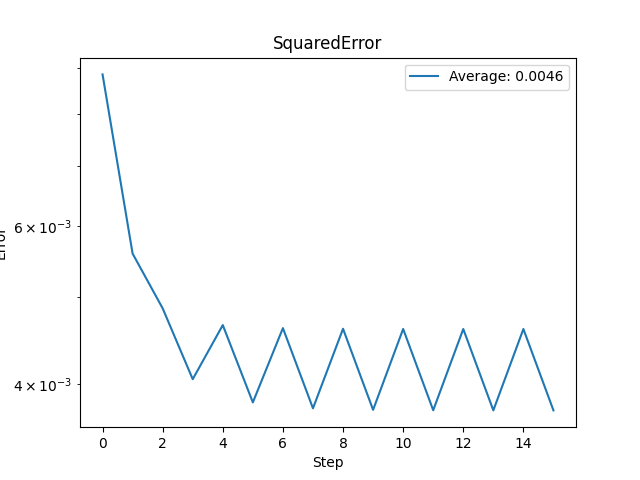 SquaredError
Average: 0.0046
Error
6 × 10⁻³
4 × 10⁻³
0 2 4 6 8 10 12 14
Step